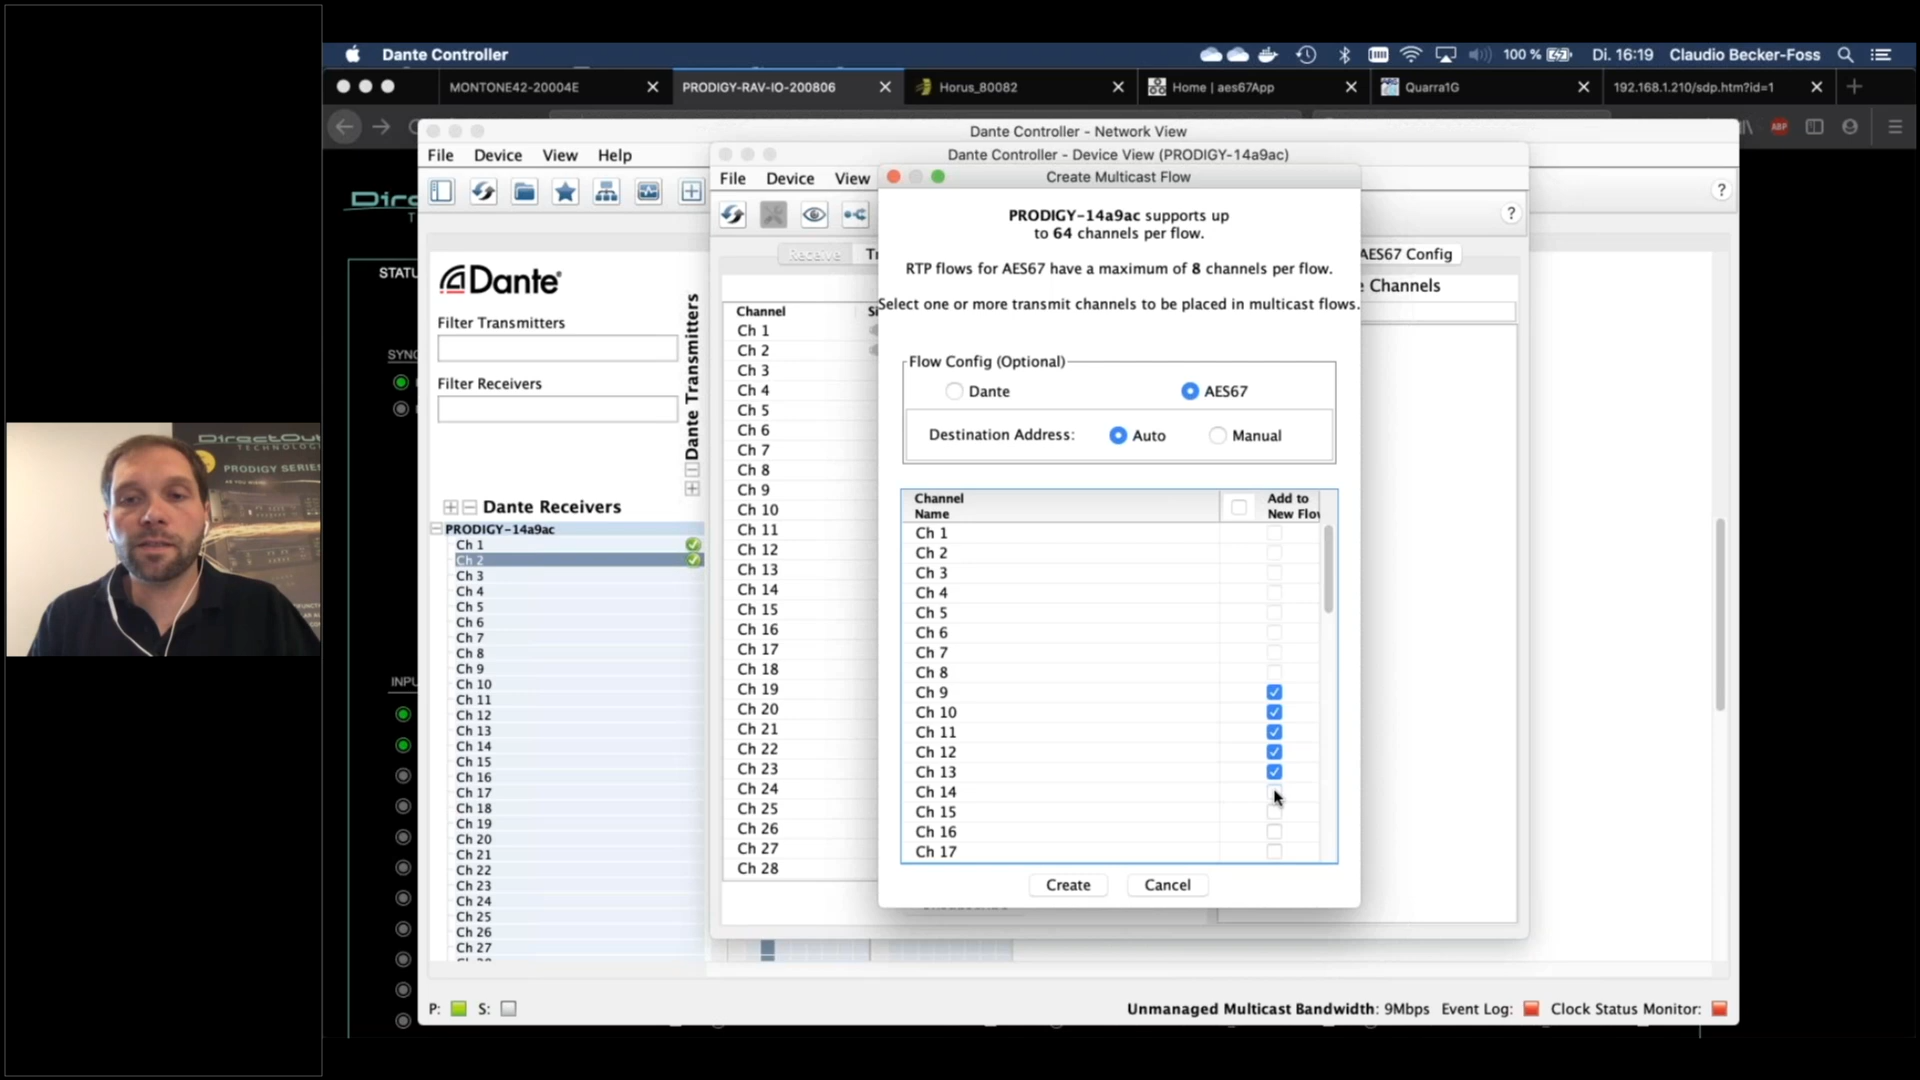 Dante Controller
100 %
Di. 16:19
Claudio Becker-Foss
MONTONE42-20004E
PRODIGY-RAV-IO-200806
Horus_80082
Home | aes67App
Quarra1G
192.168.1.210/sdp.htm?id=1
ABP
Dante Controller - Network View
File Device View Help
?
Dante Controller - Device View (PRODIGY-14a9ac)
File Device View
?
Receive
AES67 Config
Channels
Channel
Ch 1
Ch 2
Ch 3
Ch 4
Ch 5
Ch 6
Ch 7
Ch 8
Ch 9
Ch 10
Ch 11
Ch 12
Ch 13
Ch 14
Ch 15
Ch 16
Ch 17
Ch 18
Ch 19
Ch 20
Ch 21
Ch 22
Ch 23
Ch 24
Ch 25
Ch 26
Ch 27
Ch 28
Create Multicast Flow
PRODIGY-14a9ac supports up
to 64 channels per flow.
RTP flows for AES67 have a maximum of 8 channels per flow.
Select one or more transmit channels to be placed in multicast flows.
Flow Config (Optional)
Dante
AES67
Destination Address:
Auto
Manual
Channel
Name
Add to
New Flow
Ch 1
Ch 2
Ch 3
Ch 4
Ch 5
Ch 6
Ch 7
Ch 8
Ch 9
Ch 10
Ch 11
Ch 12
Ch 13
Ch 14
Ch 15
Ch 16
Ch 17
Create
Cancel
Dante
Filter Transmitters
Filter Receivers
Dante Transmitters
Dante Receivers
PRODIGY-14a9ac
Ch 1
Ch 2
Ch 3
Ch 4
Ch 5
Ch 6
Ch 7
Ch 8
Ch 9
Ch 10
Ch 11
Ch 12
Ch 13
Ch 14
Ch 15
Ch 16
Ch 17
Ch 18
Ch 19
Ch 20
Ch 21
Ch 22
Ch 23
Ch 24
Ch 25
Ch 26
Ch 27
P:
S:
Unmanaged Multicast Bandwidth: 9Mbps
Event Log:
Clock Status Monitor:
STATU
SYNC
INPU
DirectOut
TECHNOLOGIES
PRODIGY SERIES